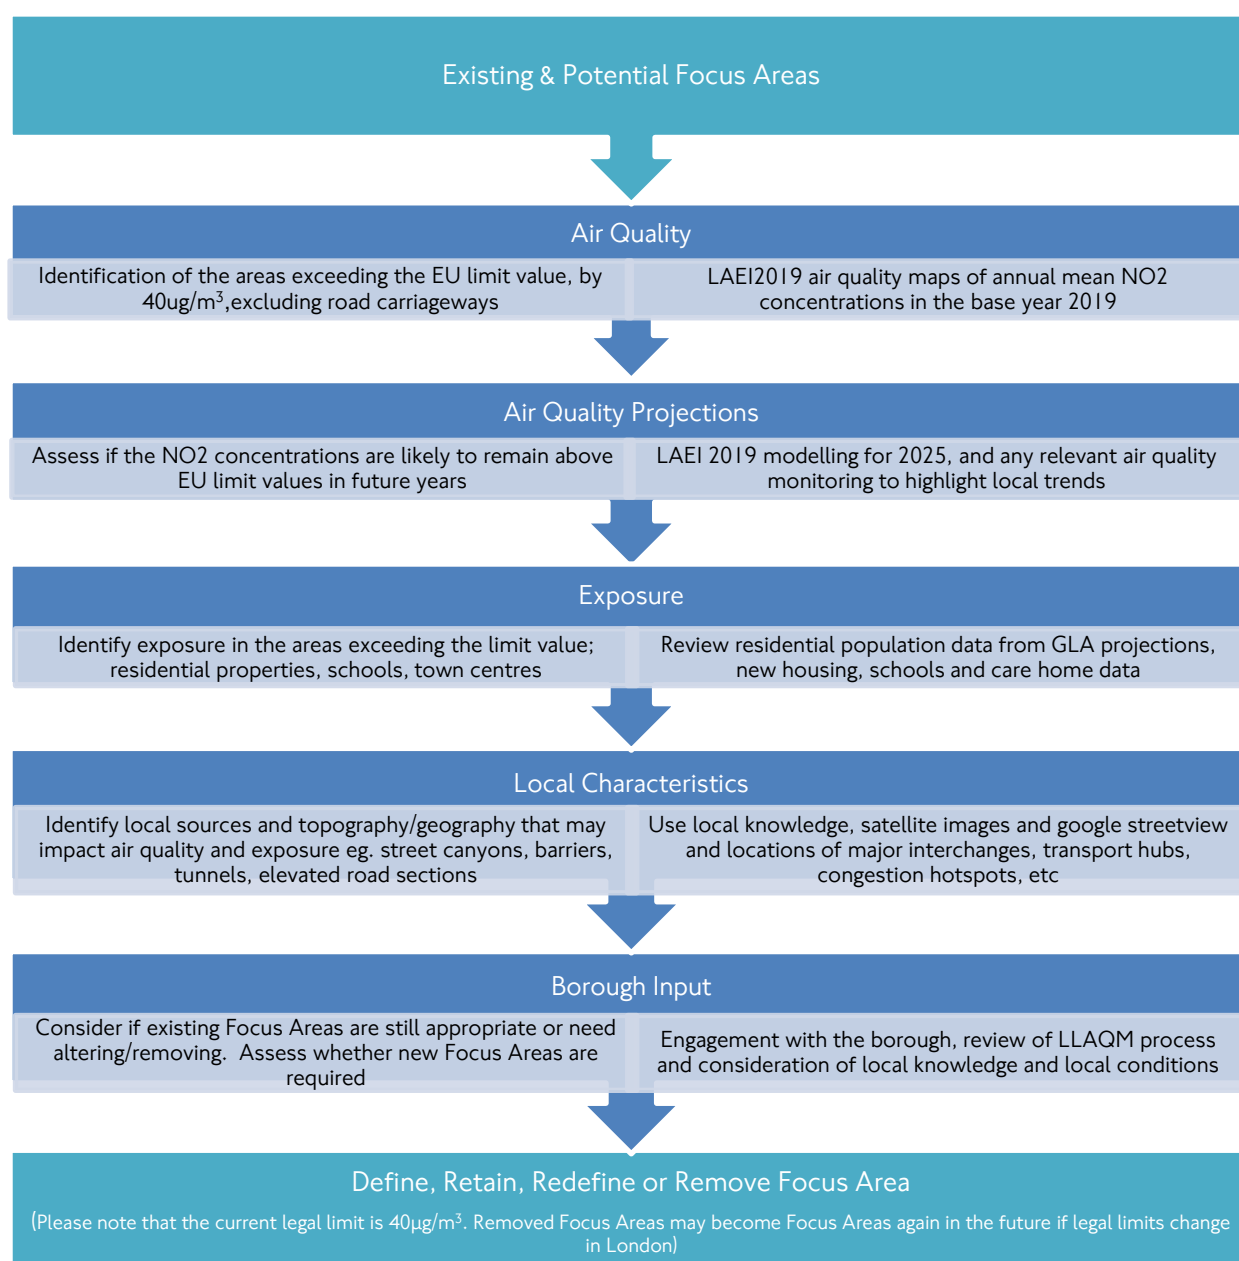 Existing & Potential Focus Areas
Air Quality
Identification of the areas exceeding the EU limit value, by
40ug/m³,excluding road carriageways
LAEI2019 air quality maps of annual mean NO2
concentrations in the base year 2019
Air Quality Projections
Assess if the NO2 concentrations are likely to remain above
EU limit values in future years
LAEI 2019 modelling for 2025, and any relevant air quality
monitoring to highlight local trends
Exposure
Identify exposure in the areas exceeding the limit value;
residential properties, schools, town centres
Review residential population data from GLA projections,
new housing, schools and care home data
Local Characteristics
Identify local sources and topography/geography that may
impact air quality and exposure eg. street canyons, barriers,
tunnels, elevated road sections
Use local knowledge, satellite images and google streetview
and locations of major interchanges, transport hubs,
congestion hotspots, etc
Borough Input
Consider if existing Focus Areas are still appropriate or need
altering/removing. Assess whether new Focus Areas are
required
Engagement with the borough, review of LLAQM process
and consideration of local knowledge and local conditions
Define, Retain, Redefine or Remove Focus Area
(Please note that the current legal limit is 40µg/m³. Removed Focus Areas may become Focus Areas again in the future if legal limits change
in London)